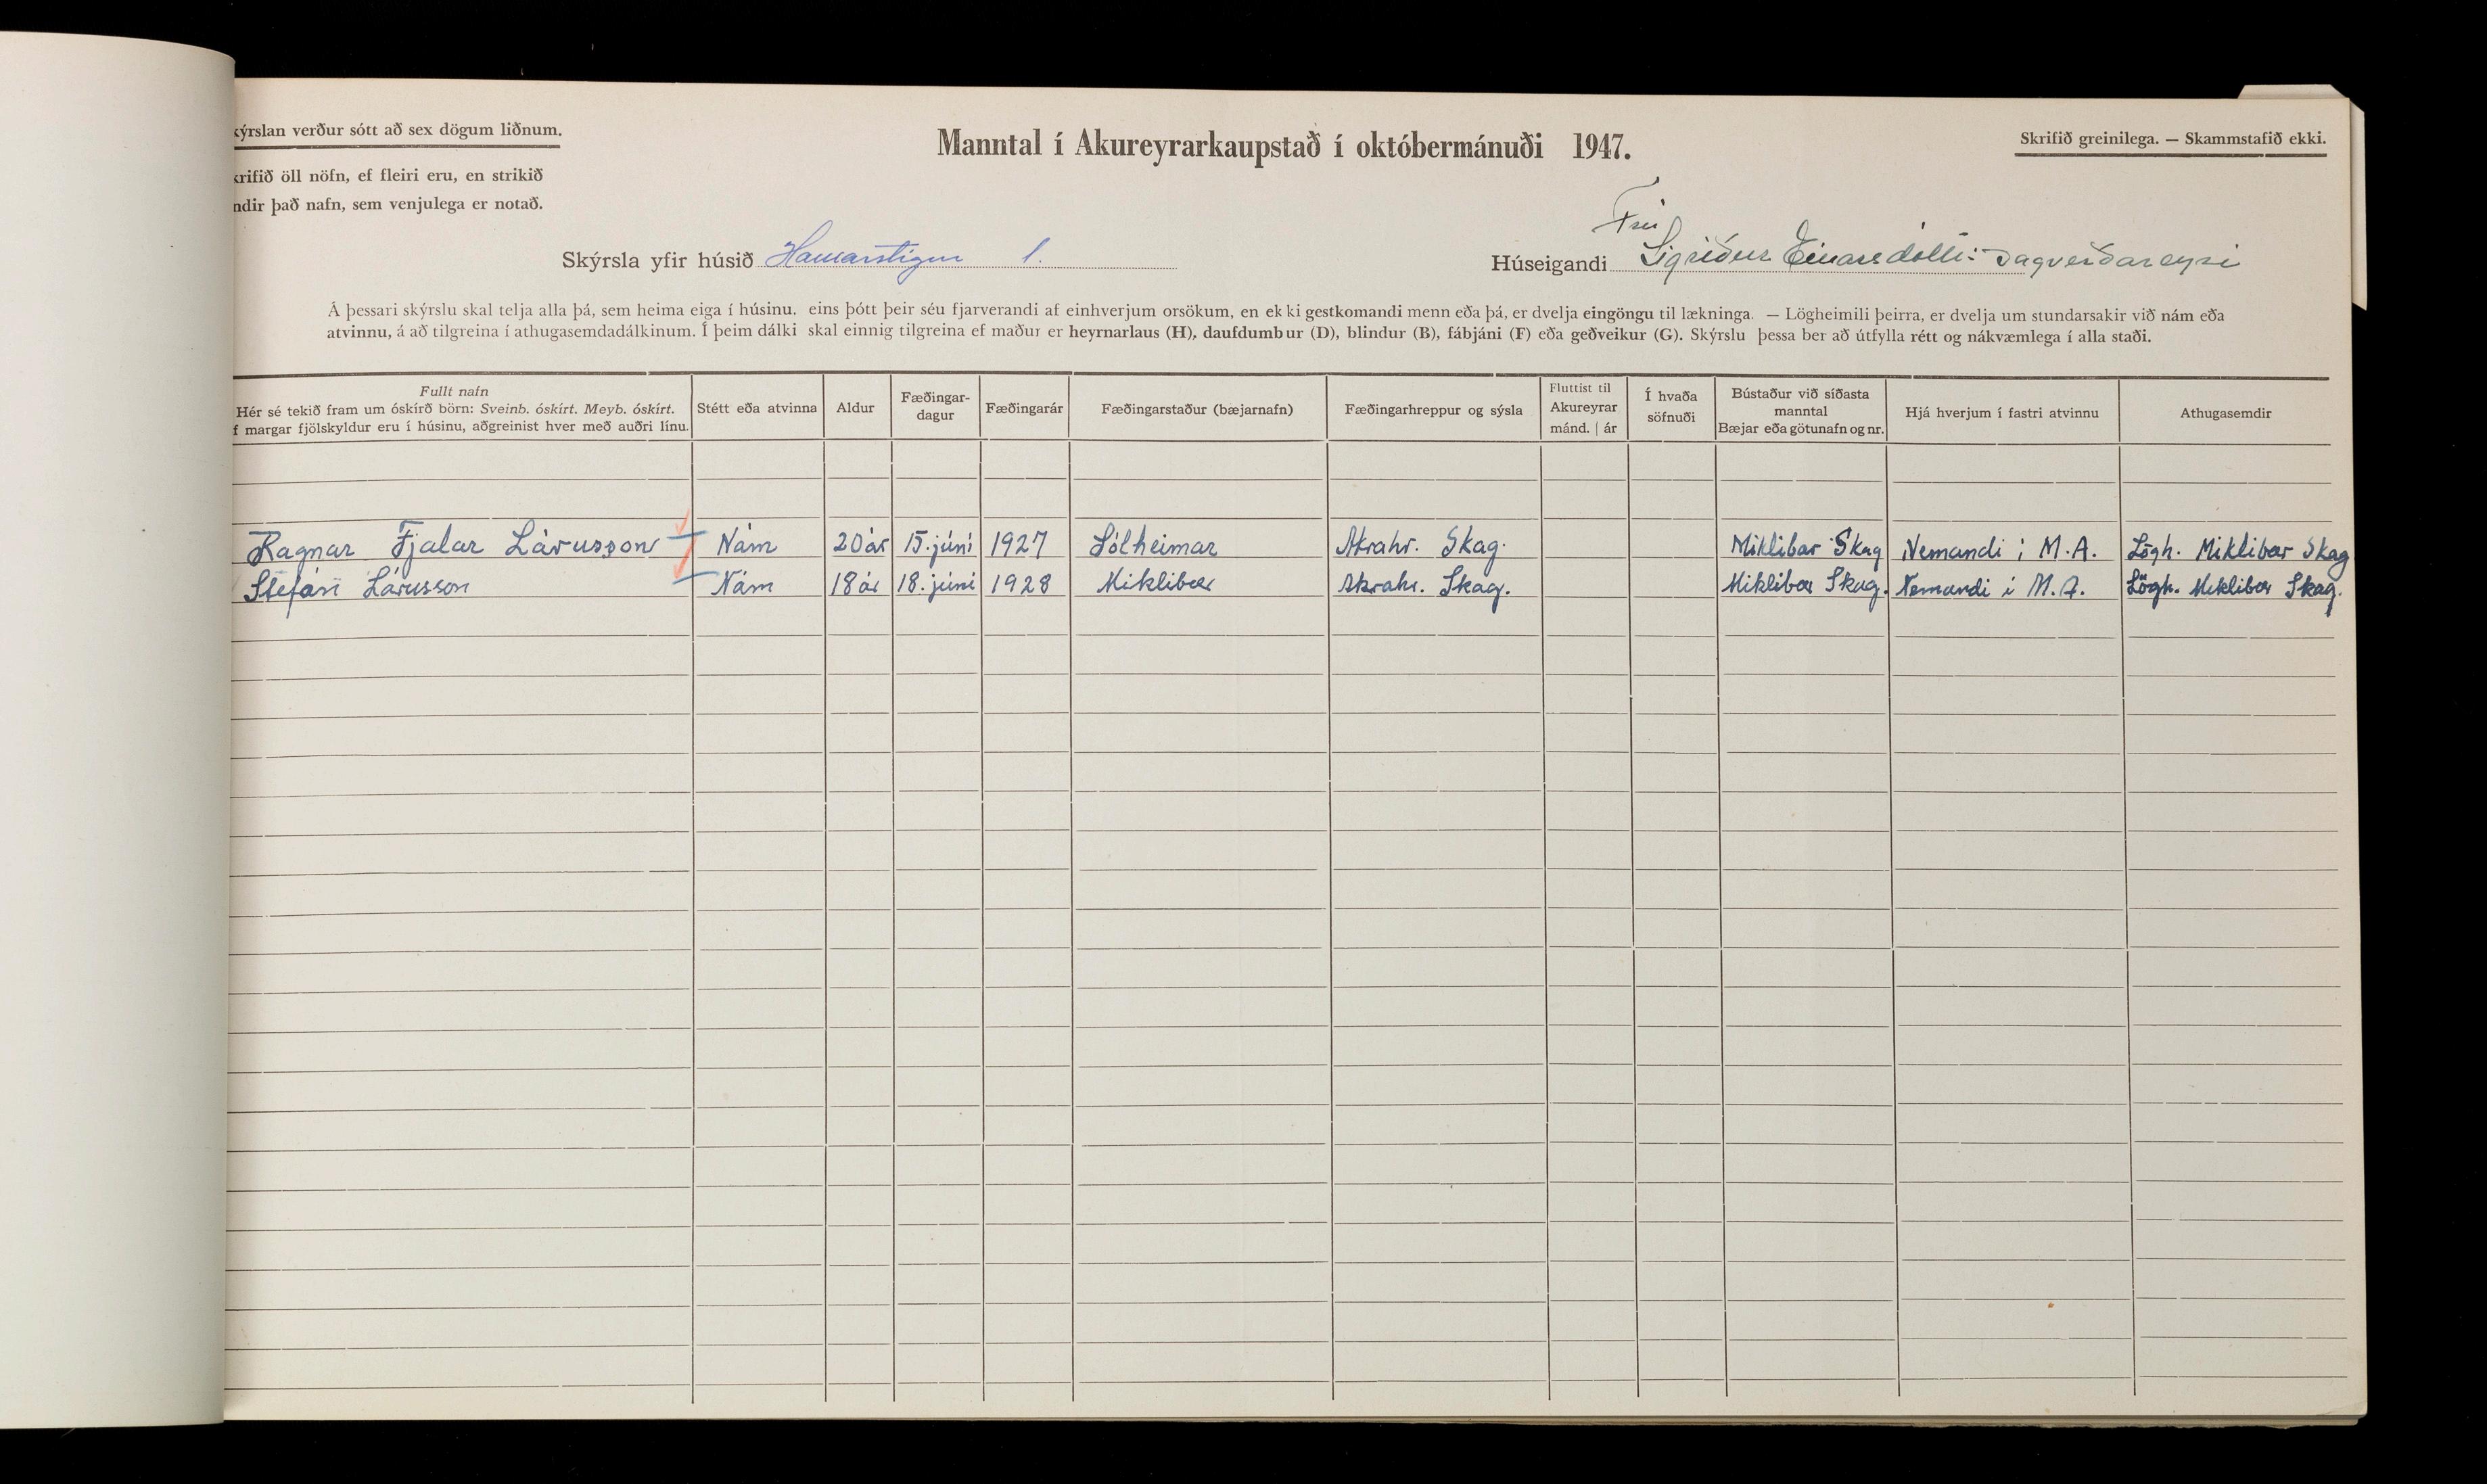 kýrslan verður sótt að sex dögum liðnum.
krifið öll nöfn, ef fleiri eru, en strikið
ndir það nafn, sem venjulega er notað.
Manntal í Akureyrarkaupstað í októbermánuði 1947.
Skrifið greinilega. — Skammstafið ekki.
Skýrsla yfir húsið Hamarstígur 1.
Frú
Húseigandi Sigríður Einarsdóttir Dagverðareyri
Á þessari skýrslu skal telja alla þá, sem heima eiga í húsinu, eins þótt þeir séu fjarverandi af einhverjum orsökum, en ekki gestkomandi menn eða þá, er dvelja eingöngu til lækninga. — Lögheimili þeirra, er dvelja um stundarsakir við nám eða
atvinnu, á að tilgreina í athugasemdadálkinum. Í þeim dálki skal einnig tilgreina ef maður er heyrnarlaus (H), daufdumbur (D), blindur (B), fábjáni (F) eða geðveikur (G). Skýrslu þessa ber að útfylla rétt og nákvæmlega í alla staði.
Fullt nafn
Hér sé tekið fram um óskírð börn: Sveinb. óskírt. Meyb. óskírt.
f margar fjölskyldur eru í húsinu, aðgreinist hver með auðri línu.
Stétt eða atvinna
Aldur
Fæðingar-
dagur
Fæðingarár
Fæðingarstaður (bæjarnafn)
Fæðingarhreppur og sýsla
Fluttist til
Akureyrar
mánd. | ár
Í hvaða
söfnuði
Bústaður við síðasta
manntal
Bæjar eða götunafn og nr.
Hjá hverjum í fastri atvinnu
Athugasemdir
Ragnar Fjalar Lárusson Nám 20 ár 15. júní 1927 Sólheimar Akrahr. Skag. Miklibær Skag Nemandi í M.A. Lögh. Miklibær Skag
Stefán Lárusson Nám 18 ár 18. júní 1928 Miklibær Akrahr. Skag. Miklibær Skag. Nemandi í M.A. Lögh. Miklibær Skag.